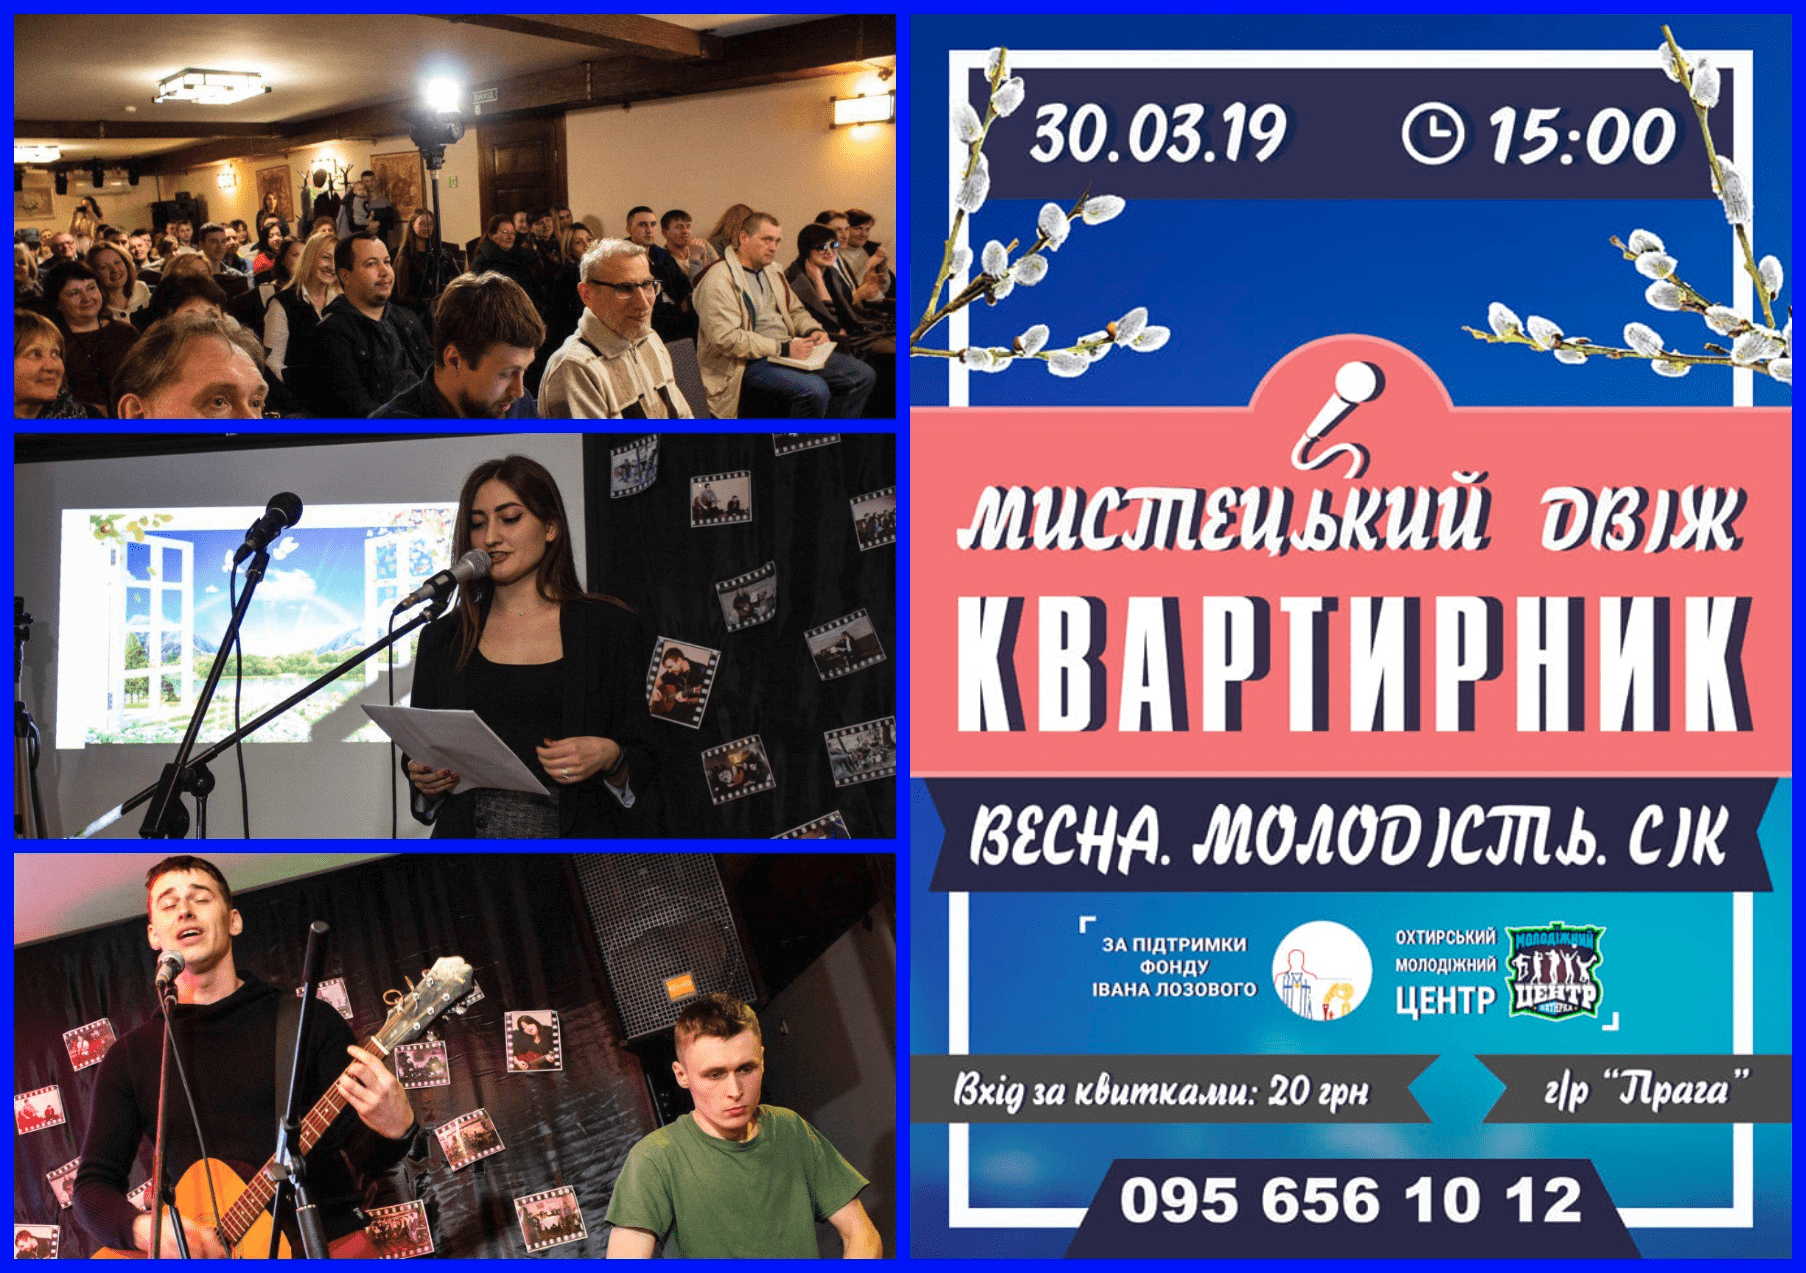 30.03.19
15:00
МИСТЕЦЬКИЙ ДВІЖ
КВАРТИРНИК
ВЕСНА. МОЛОДІСТЬ. СІК
ЗА ПІДТРИМКИ
ФОНДУ
ІВАНА ЛОЗОВОГО
ОХТИРСЬКИЙ
МОЛОДІЖНИЙ
ЦЕНТР
МОЛОДІЖНИЙ
ЦЕНТР
ОХТИРКА
Вхід за квитками: 20 грн
г/р “Прага”
095 656 10 12